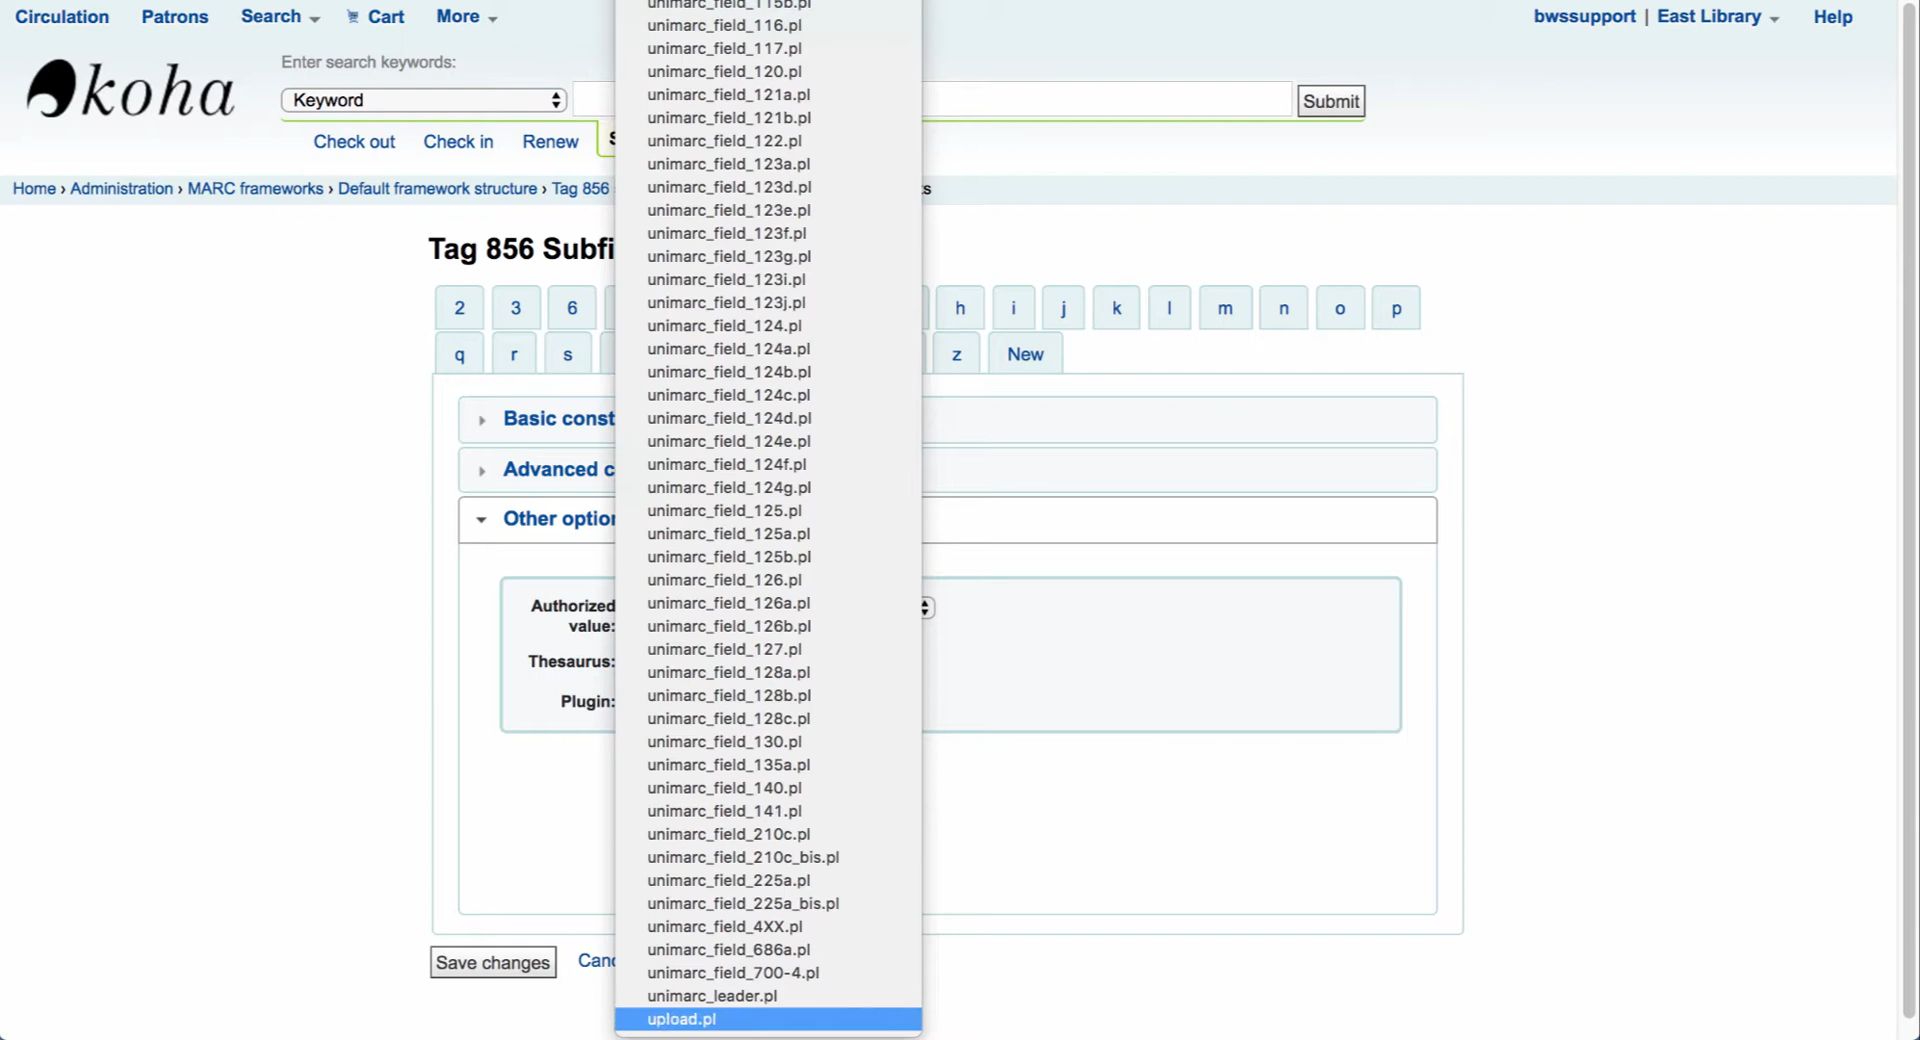 Circulation Patrons Search Cart More bwssupport | East Library Help
koha
Enter search keywords:
Keyword
Submit
Check out Check in Renew
Home › Administration › MARC frameworks › Default framework structure › Tag 856
Tag 856 Subfi
2 3 6 h i j k l m n o p
q r s z New
Basic const
Advanced c
Other option
Authorized
value:
Thesaurus:
Plugin:
Save changes Canc
unimarc_field_115b.pl
unimarc_field_116.pl
unimarc_field_117.pl
unimarc_field_120.pl
unimarc_field_121a.pl
unimarc_field_121b.pl
unimarc_field_122.pl
unimarc_field_123a.pl
unimarc_field_123d.pl
unimarc_field_123e.pl
unimarc_field_123f.pl
unimarc_field_123g.pl
unimarc_field_123i.pl
unimarc_field_123j.pl
unimarc_field_124.pl
unimarc_field_124a.pl
unimarc_field_124b.pl
unimarc_field_124c.pl
unimarc_field_124d.pl
unimarc_field_124e.pl
unimarc_field_124f.pl
unimarc_field_124g.pl
unimarc_field_125.pl
unimarc_field_125a.pl
unimarc_field_125b.pl
unimarc_field_126.pl
unimarc_field_126a.pl
unimarc_field_126b.pl
unimarc_field_127.pl
unimarc_field_128a.pl
unimarc_field_128b.pl
unimarc_field_128c.pl
unimarc_field_130.pl
unimarc_field_135a.pl
unimarc_field_140.pl
unimarc_field_141.pl
unimarc_field_210c.pl
unimarc_field_210c_bis.pl
unimarc_field_225a.pl
unimarc_field_225a_bis.pl
unimarc_field_4XX.pl
unimarc_field_686a.pl
unimarc_field_700-4.pl
unimarc_leader.pl
upload.pl